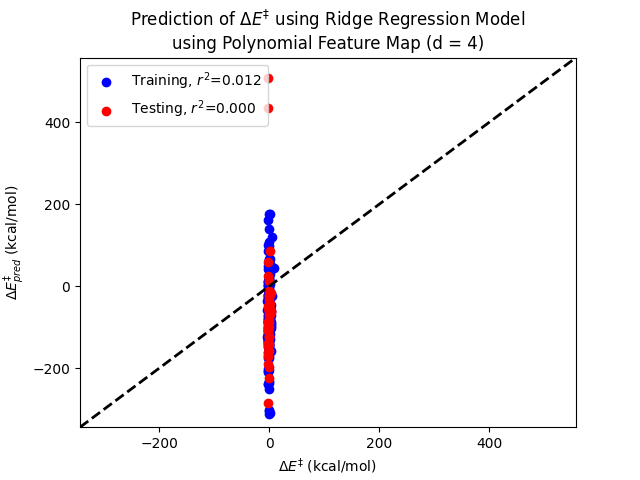 Prediction of ΔE‡ using Ridge Regression Model
using Polynomial Feature Map (d = 4)
Training, r²=0.012
Testing, r²=0.000
ΔE‡pred (kcal/mol)
400
200
0
−200
−200 0 200 400
ΔE‡ (kcal/mol)